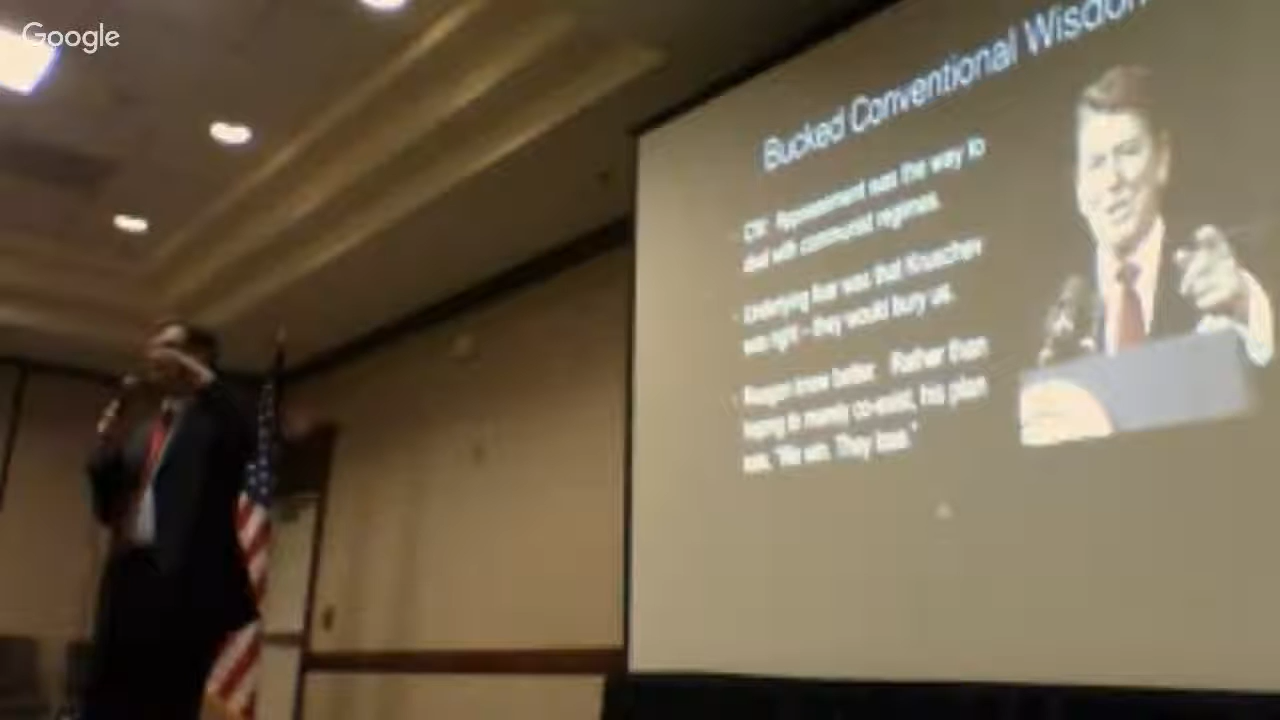 Google
Bucked Conventional Wisdom
CW: Appeasement was the way to
deal with communist regimes.
Underlying fear was that Kruschev
was right - they would bury us.
Reagan knew better. Rather than
hoping to merely co-exist, his plan
was, "We win. They lose."